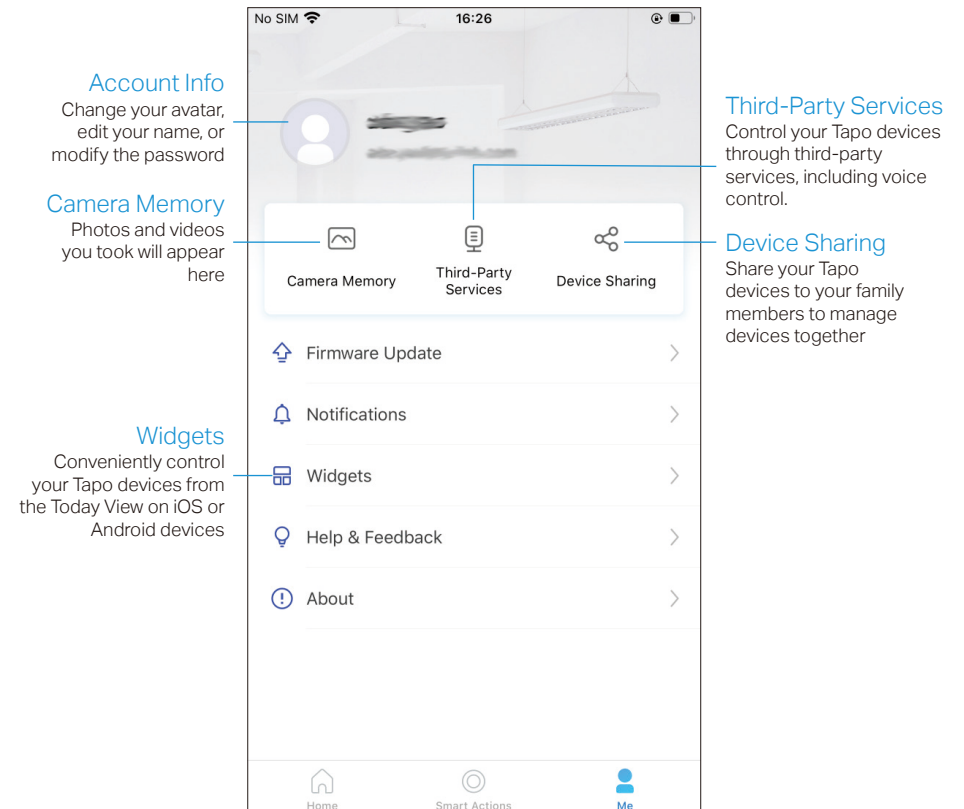 No SIM 16:26
Account Info
Change your avatar,
edit your name, or
modify the password
Camera Memory
Photos and videos
you took will appear
here
Widgets
Conveniently control
your Tapo devices from
the Today View on iOS or
Android devices
Camera Memory
Third-Party
Services
Device Sharing
Firmware Update
Notifications
Widgets
Help & Feedback
About
Home Smart Actions Me
Third-Party Services
Control your Tapo devices
through third-party
services, including voice
control.
Device Sharing
Share your Tapo
devices to your family
members to manage
devices together